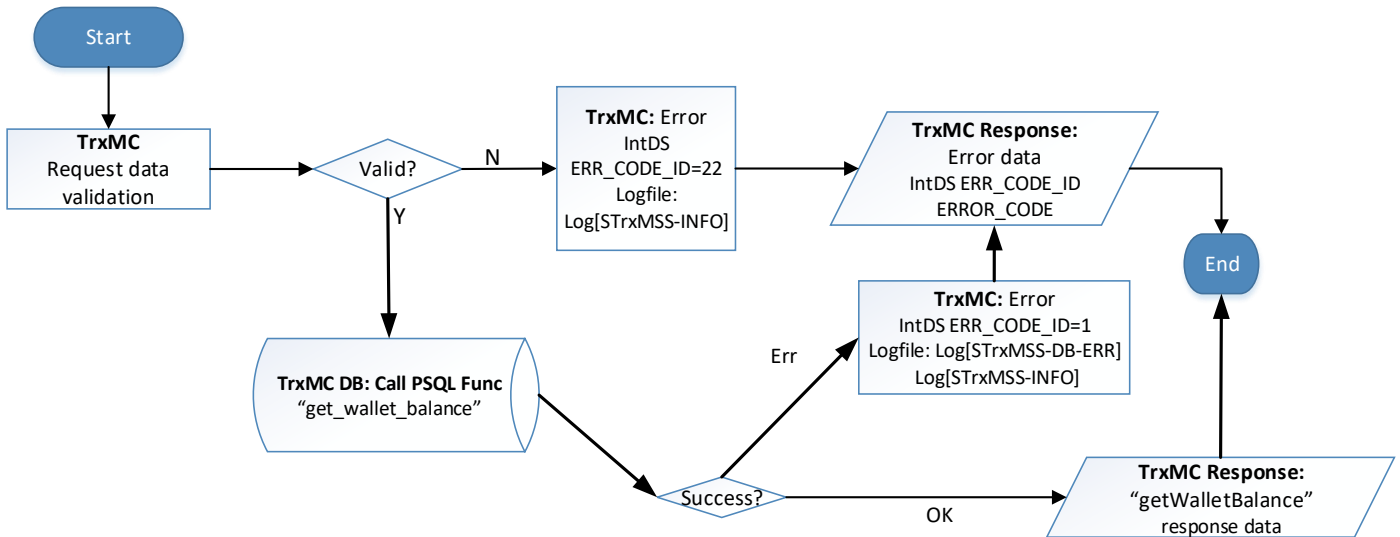 Start
TrxMC
Request data
validation
Valid?
N
Y
TrxMC: Error
IntDS
ERR_CODE_ID=22
Logfile:
Log[STrxMSS-INFO]
TrxMC Response:
Error data
IntDS ERR_CODE_ID
ERROR_CODE
End
TrxMC: Error
IntDS ERR_CODE_ID=1
Logfile: Log[STrxMSS-DB-ERR]
Log[STrxMSS-INFO]
Err
TrxMC DB: Call PSQL Func
“get_wallet_balance”
Success?
OK
TrxMC Response:
“getWalletBalance”
response data